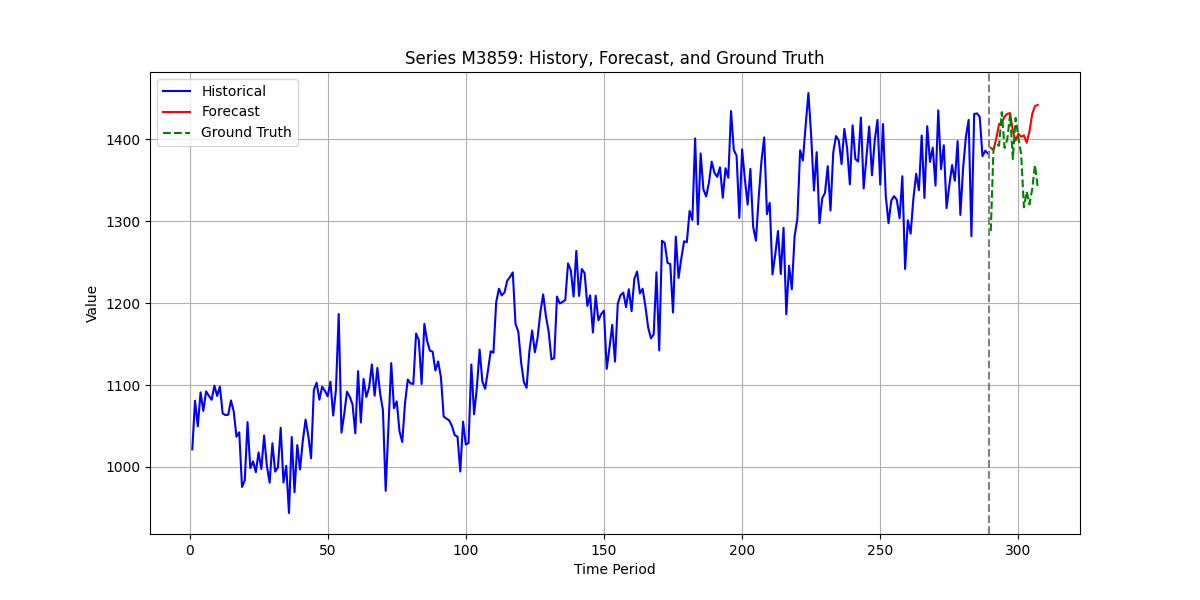 Series M3859: History, Forecast, and Ground Truth
Historical
Forecast
Ground Truth
Value
1400
1300
1200
1100
1000
0 50 100 150 200 250 300
Time Period